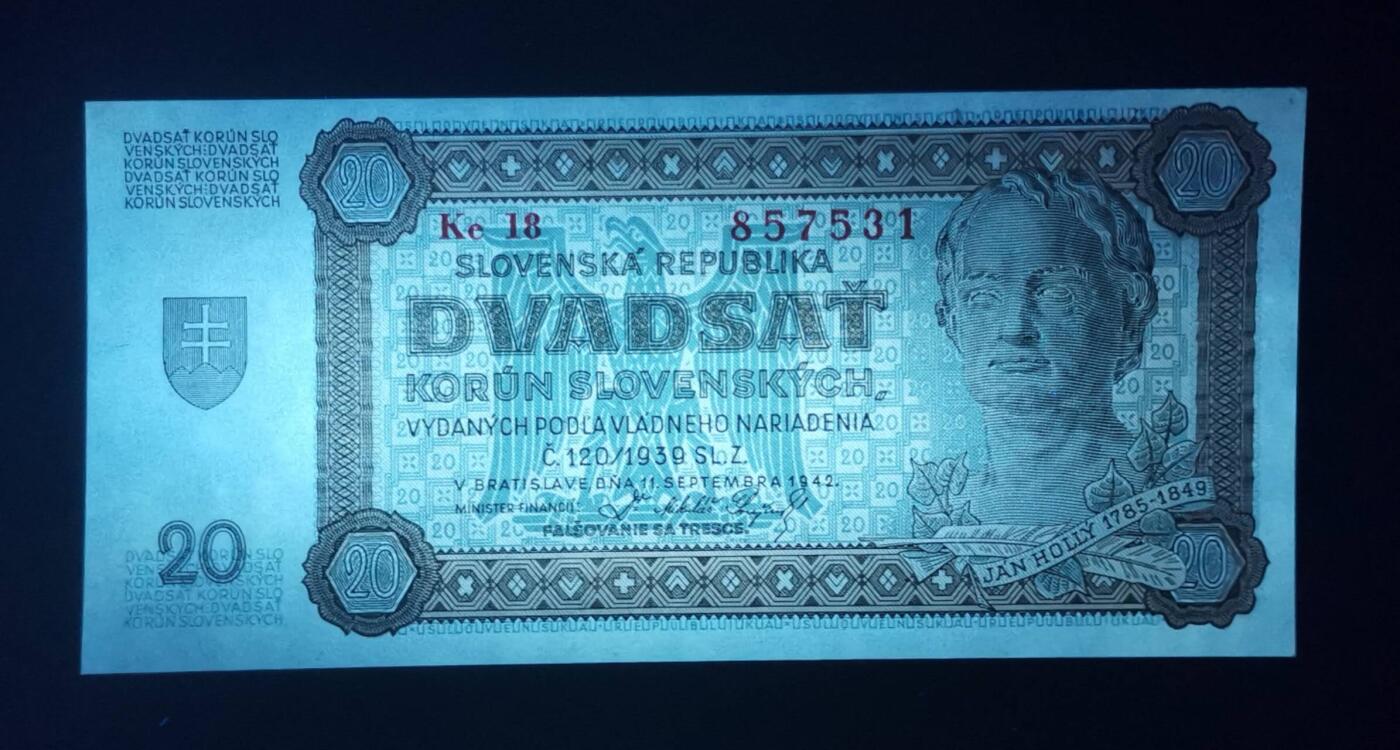 DVADSAŤ KORÚN SLO
VENSKÝCH:DVADSAŤ
KORÚN SLOVENSKÝCH
DVADSAŤ KORÚN SLO
VENSKÝCH:DVADSAŤ
KORÚN SLOVENSKÝCH
20
20
Ke 18 857531
SLOVENSKÁ REPUBLIKA
DVADSAŤ
KORÚN SLOVENSKÝCH,
VYDANÝCH PODĽA VLÁDNEHO NARIADENIA
Č. 120/1939 SL. Z.
V BRATISLAVE DŇA 11. SEPTEMBRA 1942.
MINISTER FINANCIÍ:
FALŠOVANIE SA TRESCE.
JÁN HOLLÝ 1785-1849
20
20
20
DVADSAŤ KORÚN SLO
VENSKÝCH:DVADSAŤ
KORÚN SLOVENSKÝCH
DVADSAŤ KORÚN SLO
VENSKÝCH:DVADSAŤ
KORÚN SLOVENSKÝCH